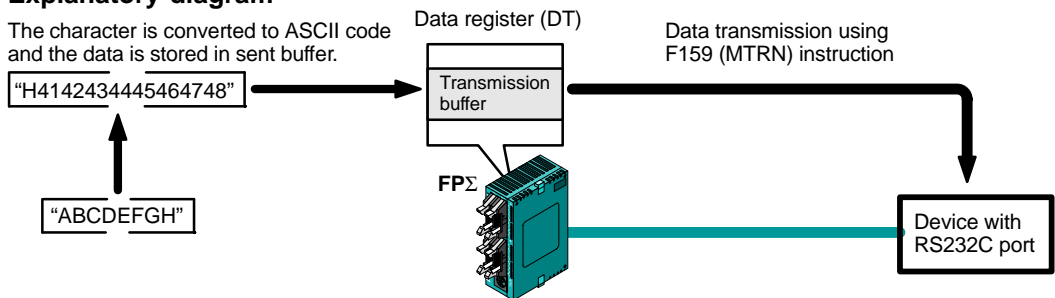 Explanatory diagram
The character is converted to ASCII code
and the data is stored in sent buffer.
"H4142434445464748"
"ABCDEFGH"
Data register (DT)
Transmission
buffer
FPΣ
Data transmission using
F159 (MTRN) instruction
Device with
RS232C port